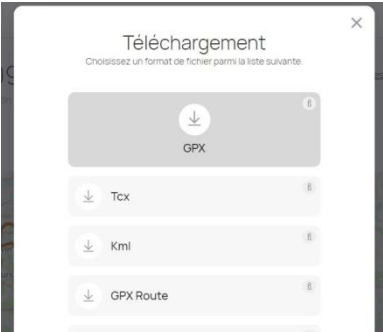 Téléchargement
Choisissez un format de fichier parmi la liste suivante.
GPX
Tcx
Kml
GPX Route